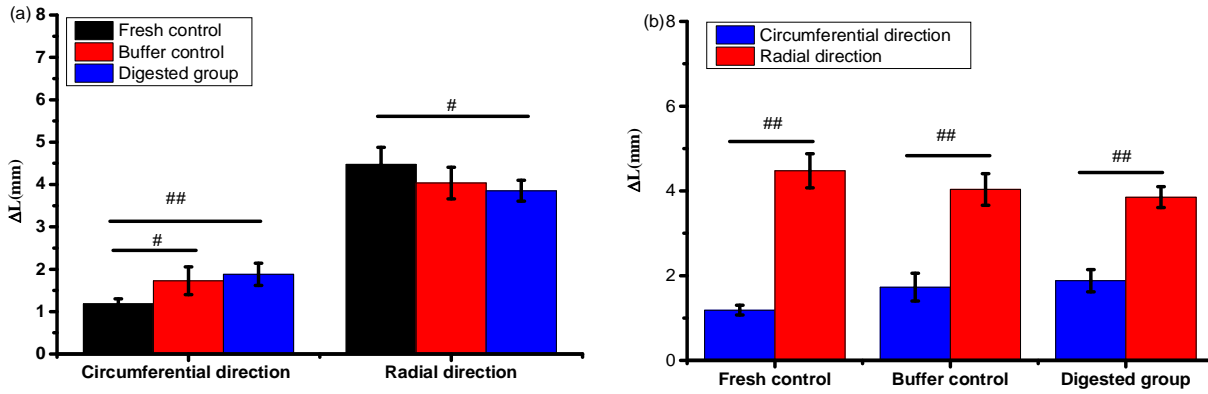 (a)
Fresh control
Buffer control
Digested group
8
7
6
5
4
3
2
1
0
ΔL(mm)
#
##
#
Circumferential direction
Radial direction
(b)
Circumferential direction
Radial direction
8
6
4
2
0
ΔL(mm)
##
##
##
Fresh control
Buffer control
Digested group